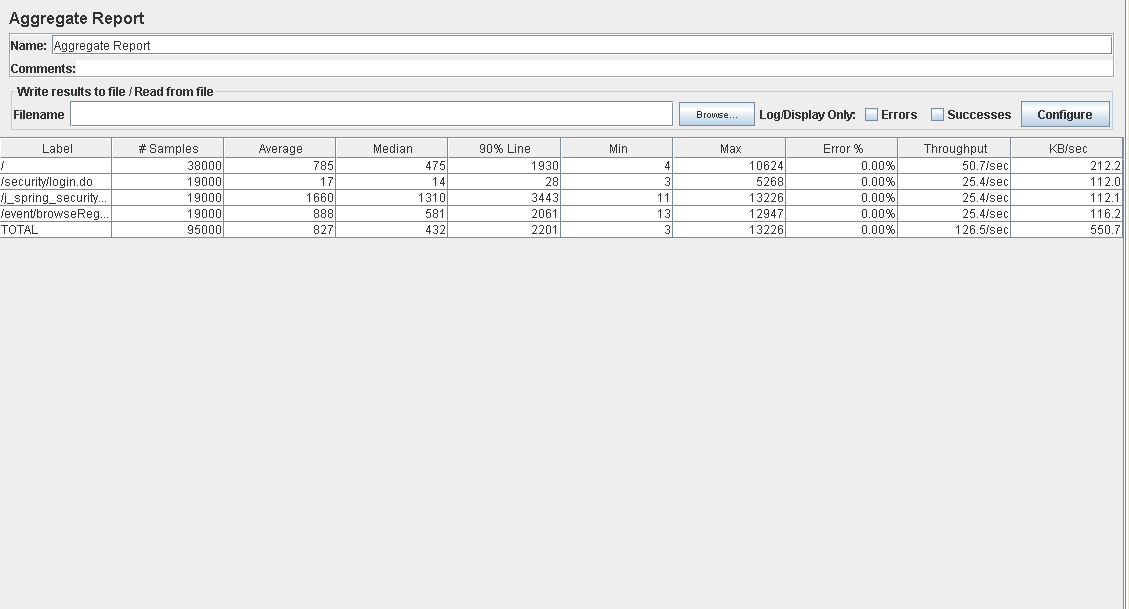 Aggregate Report
Name: Aggregate Report
Comments:
Write results to file / Read from file
Filename Browse... Log/Display Only: Errors Successes Configure
Label # Samples Average Median 90% Line Min Max Error % Throughput KB/sec
/ 38000 785 475 1930 4 10624 0.00% 50.7/sec 212.2
/security/login.do 19000 17 14 28 3 5268 0.00% 25.4/sec 112.0
/j_spring_security... 19000 1660 1310 3443 11 13226 0.00% 25.4/sec 112.1
/event/browseReg... 19000 888 581 2061 13 12947 0.00% 25.4/sec 116.2
TOTAL 95000 827 432 2201 3 13226 0.00% 126.5/sec 550.7